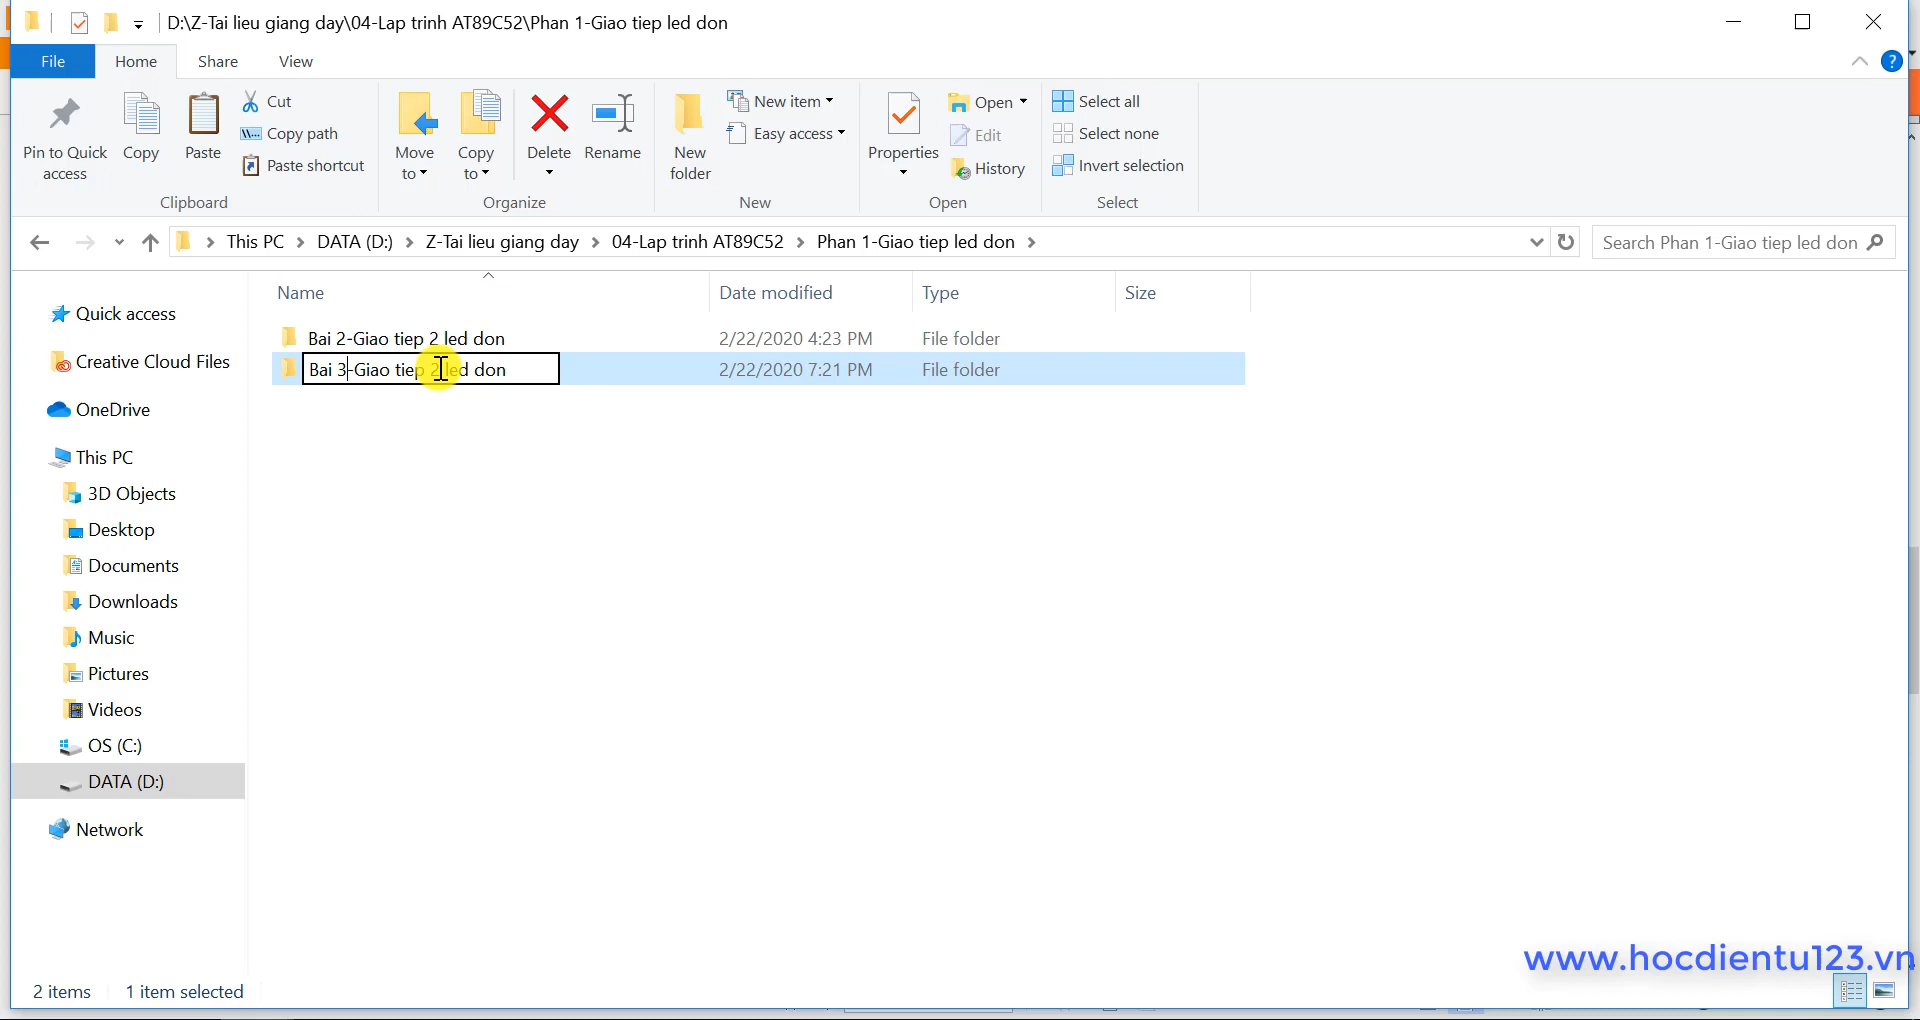 D:\Z-Tai lieu giang day\04-Lap trinh AT89C52\Phan 1-Giao tiep led don
File Home Share View
Pin to Quick access
Copy
Paste
Cut
Copy path
Paste shortcut
Move to
Copy to
Delete
Rename
New folder
New item
Easy access
Properties
Open
Edit
History
Select all
Select none
Invert selection
Clipboard Organize New Open Select
This PC DATA (D:) Z-Tai lieu giang day 04-Lap trinh AT89C52 Phan 1-Giao tiep led don
Search Phan 1-Giao tiep led don
Name Date modified Type Size
Bai 2-Giao tiep 2 led don 2/22/2020 4:23 PM File folder
Bai 3-Giao tiep 2 led don 2/22/2020 7:21 PM File folder
Quick access
Creative Cloud Files
OneDrive
This PC
3D Objects
Desktop
Documents
Downloads
Music
Pictures
Videos
OS (C:)
DATA (D:)
Network
www.hocdientu123.vn
2 items 1 item selected